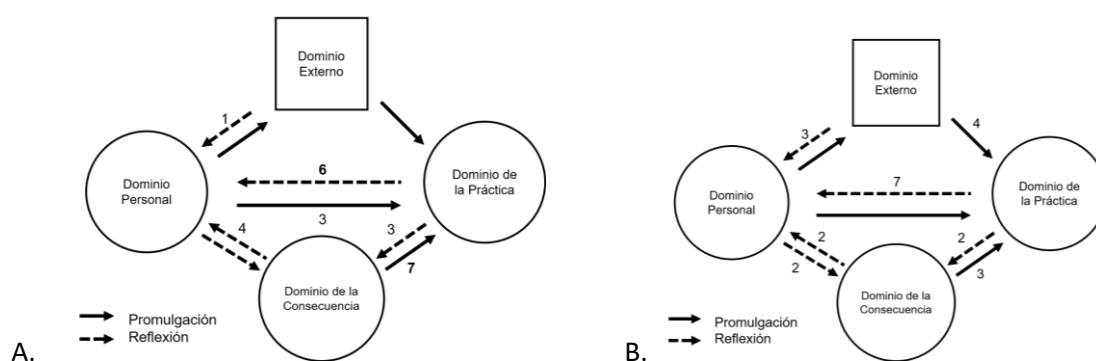 Dominio
Externo
1
Dominio
Personal
6
3
Dominio de
la Práctica
4
3
7
Dominio de la
Consecuencia
Promulgación
Reflexión
A.
Dominio
Externo
3
4
Dominio
Personal
7
Dominio de
la Práctica
2
2
2
3
Dominio de la
Consecuencia
Promulgación
Reflexión
B.